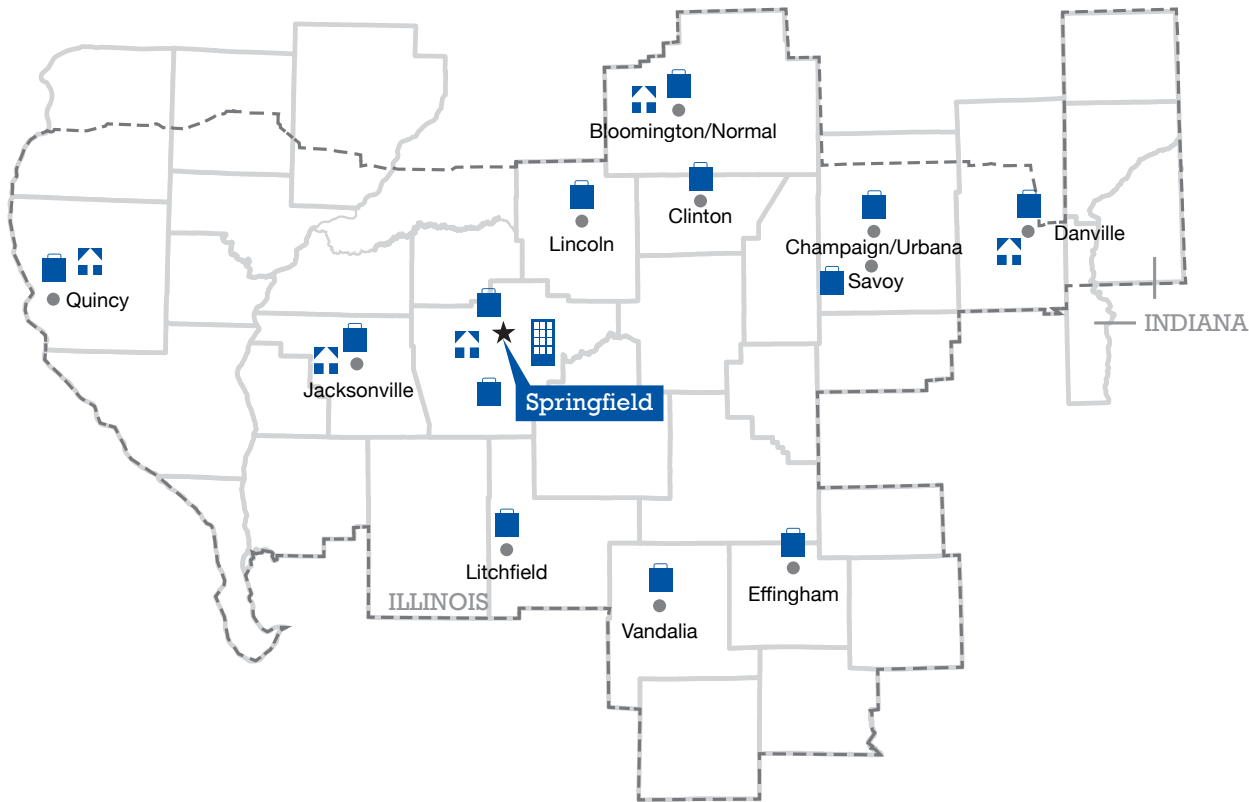 Bloomington/Normal
Clinton
Lincoln
Champaign/Urbana
Danville
Savoy
Quincy
INDIANA
Jacksonville
Springfield
Litchfield
ILLINOIS
Effingham
Vandalia